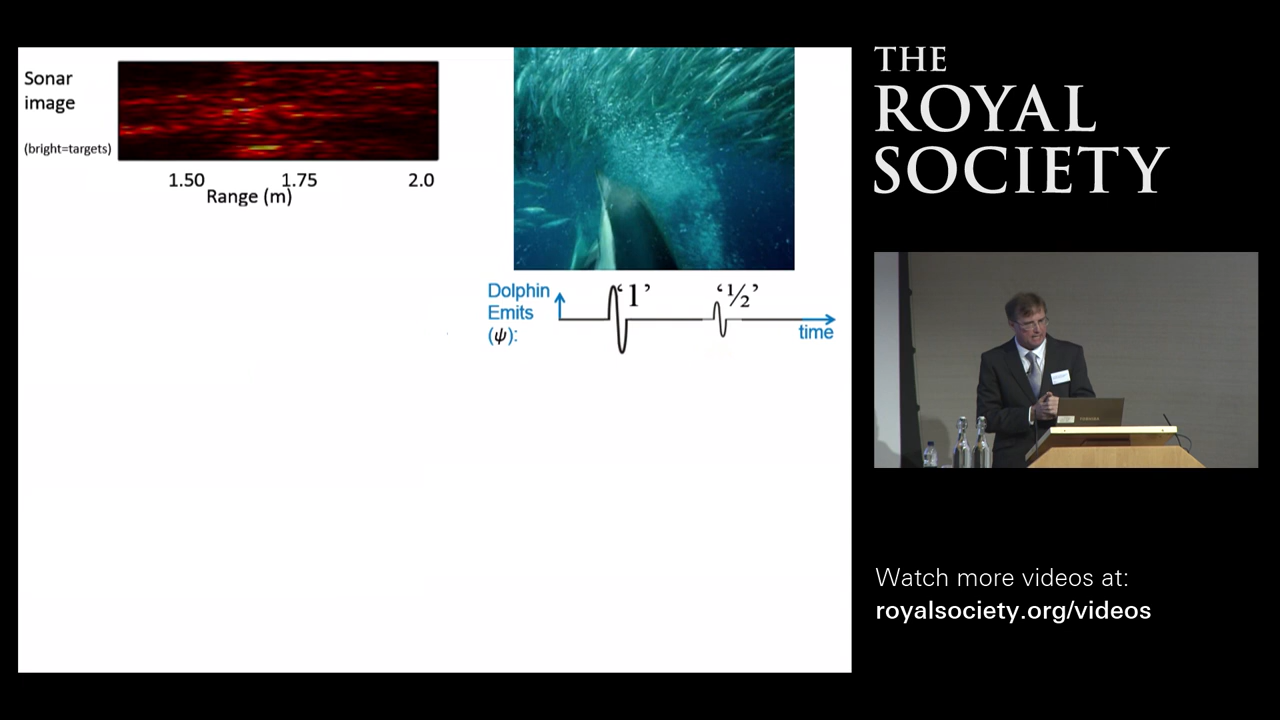 Sonar
image
(bright=targets)
1.50 1.75 2.0
Range (m)
Dolphin
Emits
(ψ):
‘1’ ‘½’
time
THE
ROYAL
SOCIETY
Watch more videos at:
royalsociety.org/videos